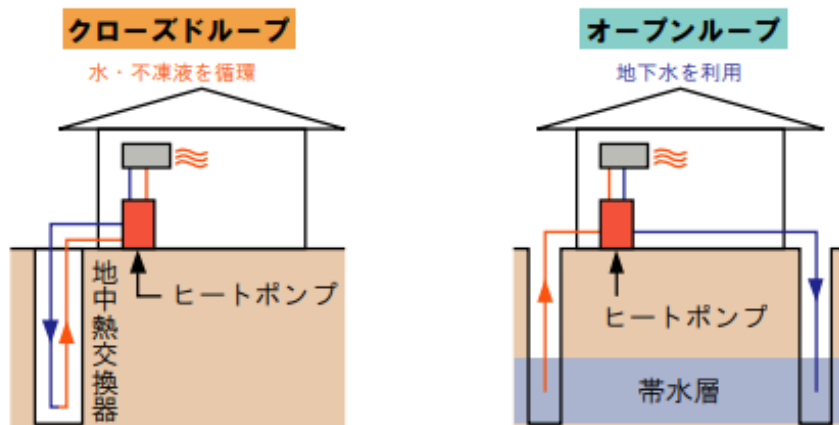 クローズドループ
水・不凍液を循環
ヒートポンプ
地中熱交換器
オープンループ
地下水を利用
ヒートポンプ
帯水層